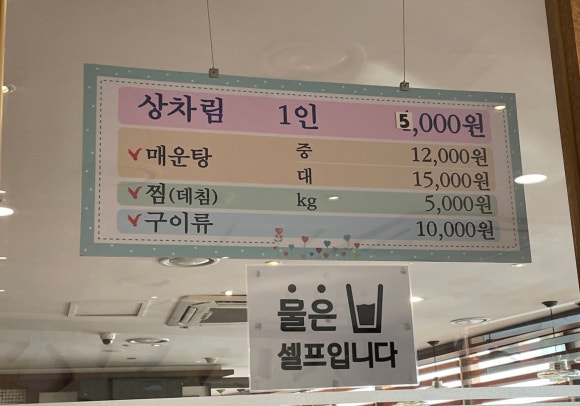 상차림 1인 5,000원
✓매운탕 중 12,000원
대 15,000원
✓찜(데침) kg 5,000원
✓구이류 10,000원
물은
셀프입니다